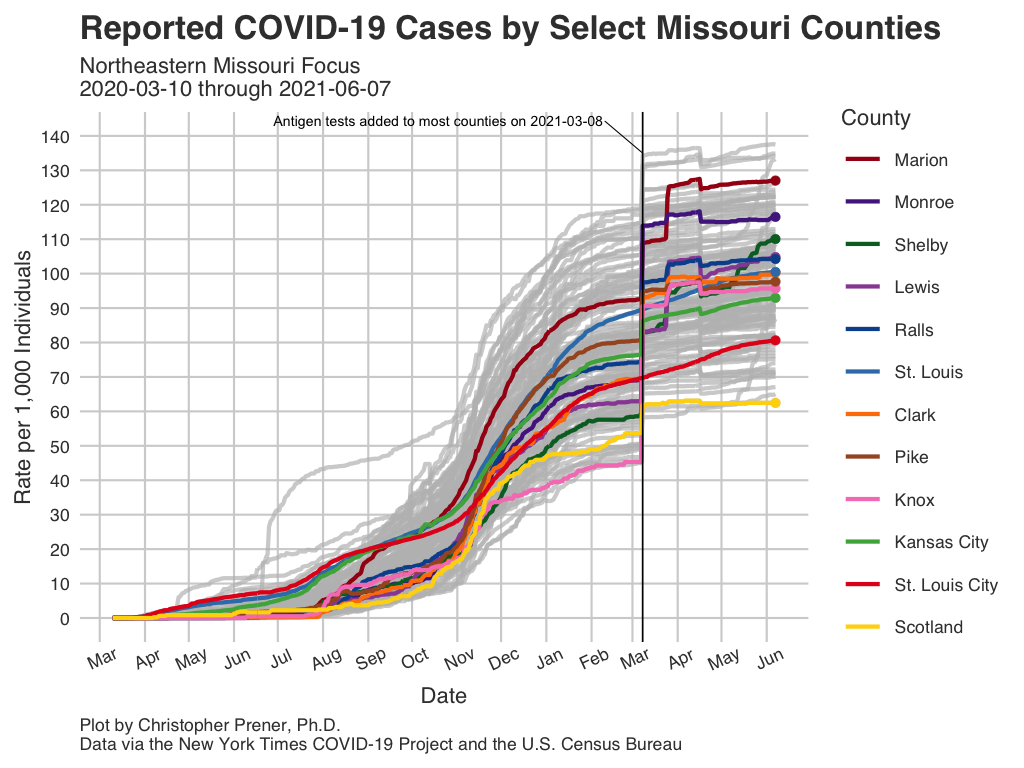 Reported COVID-19 Cases by Select Missouri Counties
Northeastern Missouri Focus
2020-03-10 through 2021-06-07
Antigen tests added to most counties on 2021-03-08
Rate per 1,000 Individuals
140
130
120
110
100
90
80
70
60
50
40
30
20
10
0
Mar Apr May Jun Jul Aug Sep Oct Nov Dec Jan Feb Mar Apr May Jun
Date
County
Marion
Monroe
Shelby
Lewis
Ralls
St. Louis
Clark
Pike
Knox
Kansas City
St. Louis City
Scotland
Plot by Christopher Prener, Ph.D.
Data via the New York Times COVID-19 Project and the U.S. Census Bureau